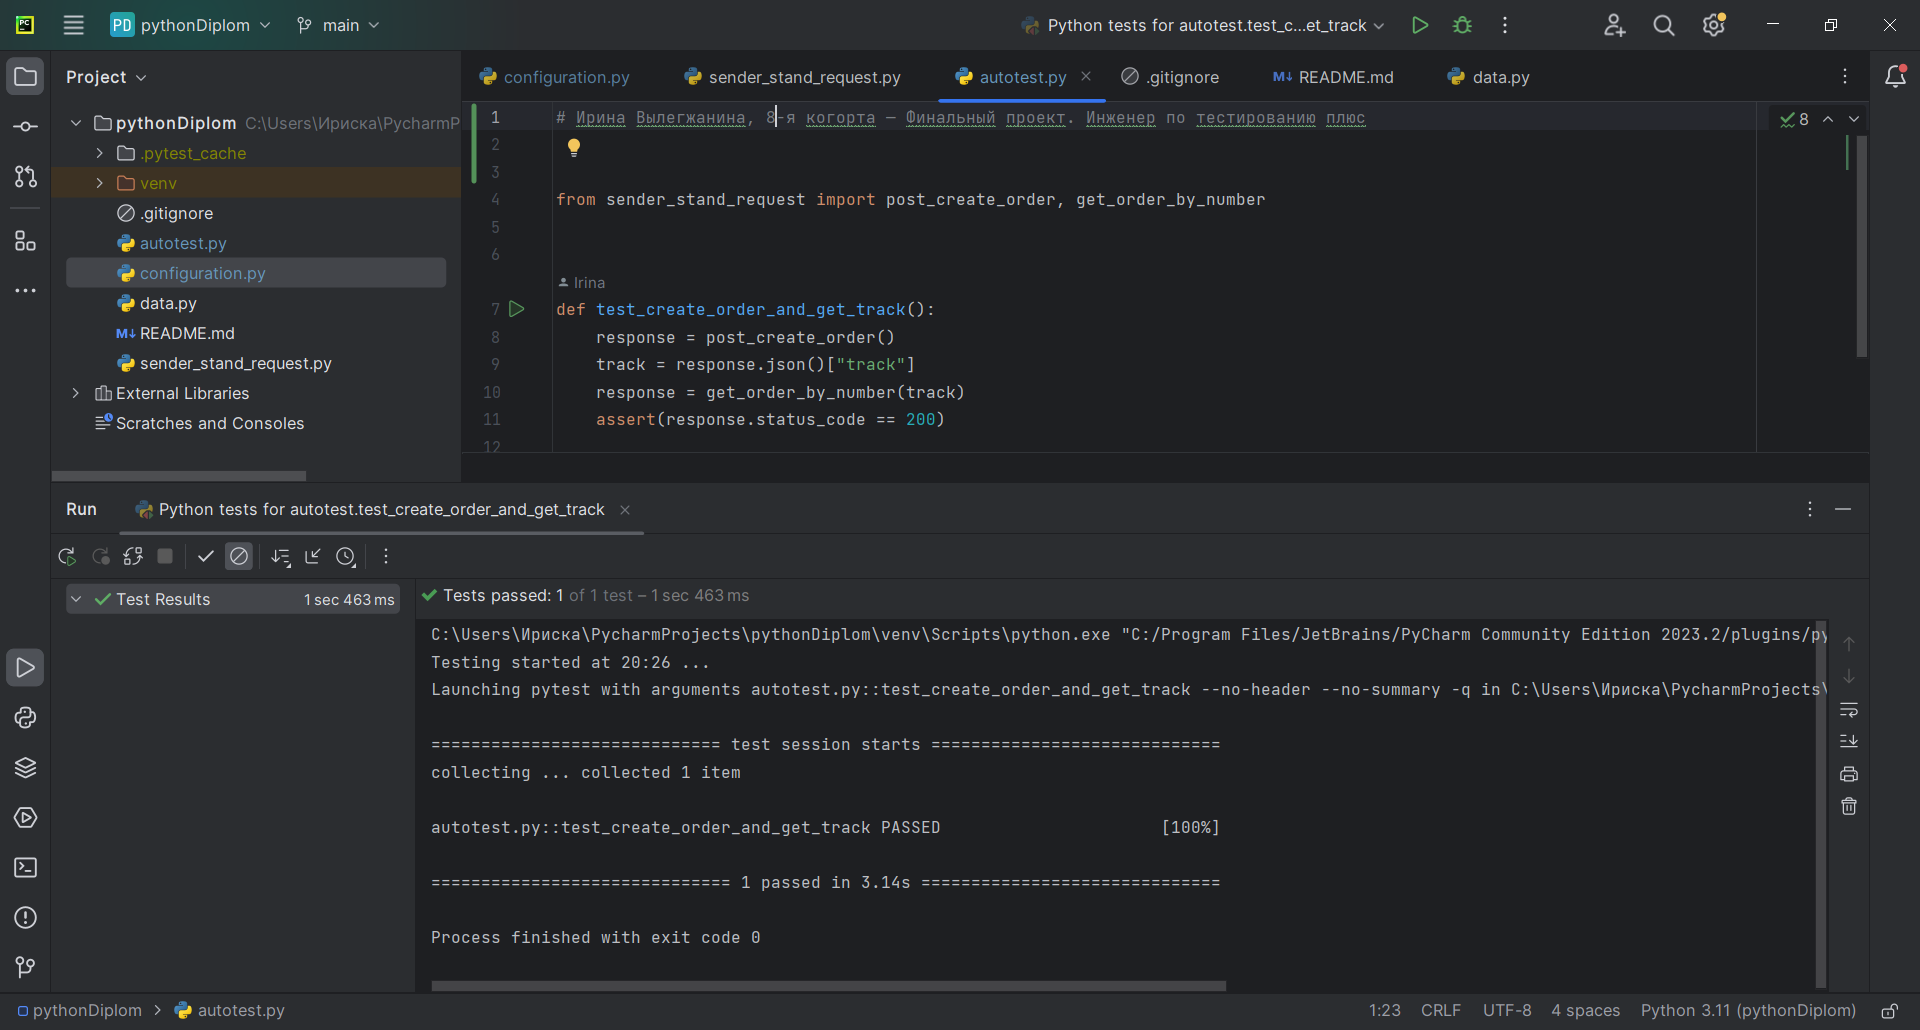 PD pythonDiplom main Python tests for autotest.test_c...et_track
Project
configuration.py sender_stand_request.py autotest.py .gitignore M↓ README.md data.py
pythonDiplom C:\Users\Ириска\PycharmP
.pytest_cache
venv
.gitignore
autotest.py
configuration.py
data.py
M↓ README.md
sender_stand_request.py
External Libraries
Scratches and Consoles
8
1 # Ирина Вылегжанина, 8-я когорта — Финальный проект. Инженер по тестированию плюс
2
3
4 from sender_stand_request import post_create_order, get_order_by_number
5
6
Irina
7 def test_create_order_and_get_track():
8 response = post_create_order()
9 track = response.json()["track"]
10 response = get_order_by_number(track)
11 assert(response.status_code == 200)
12
Run Python tests for autotest.test_create_order_and_get_track
Test Results 1 sec 463 ms
Tests passed: 1 of 1 test – 1 sec 463 ms
C:\Users\Ириска\PycharmProjects\pythonDiplom\venv\Scripts\python.exe "C:/Program Files/JetBrains/PyCharm Community Edition 2023.2/plugins/py
Testing started at 20:26 ...
Launching pytest with arguments autotest.py::test_create_order_and_get_track --no-header --no-summary -q in C:\Users\Ириска\PycharmProjects\
============================= test session starts =============================
collecting ... collected 1 item
autotest.py::test_create_order_and_get_track PASSED [100%]
============================== 1 passed in 3.14s ==============================
Process finished with exit code 0
pythonDiplom > autotest.py 1:23 CRLF UTF-8 4 spaces Python 3.11 (pythonDiplom)